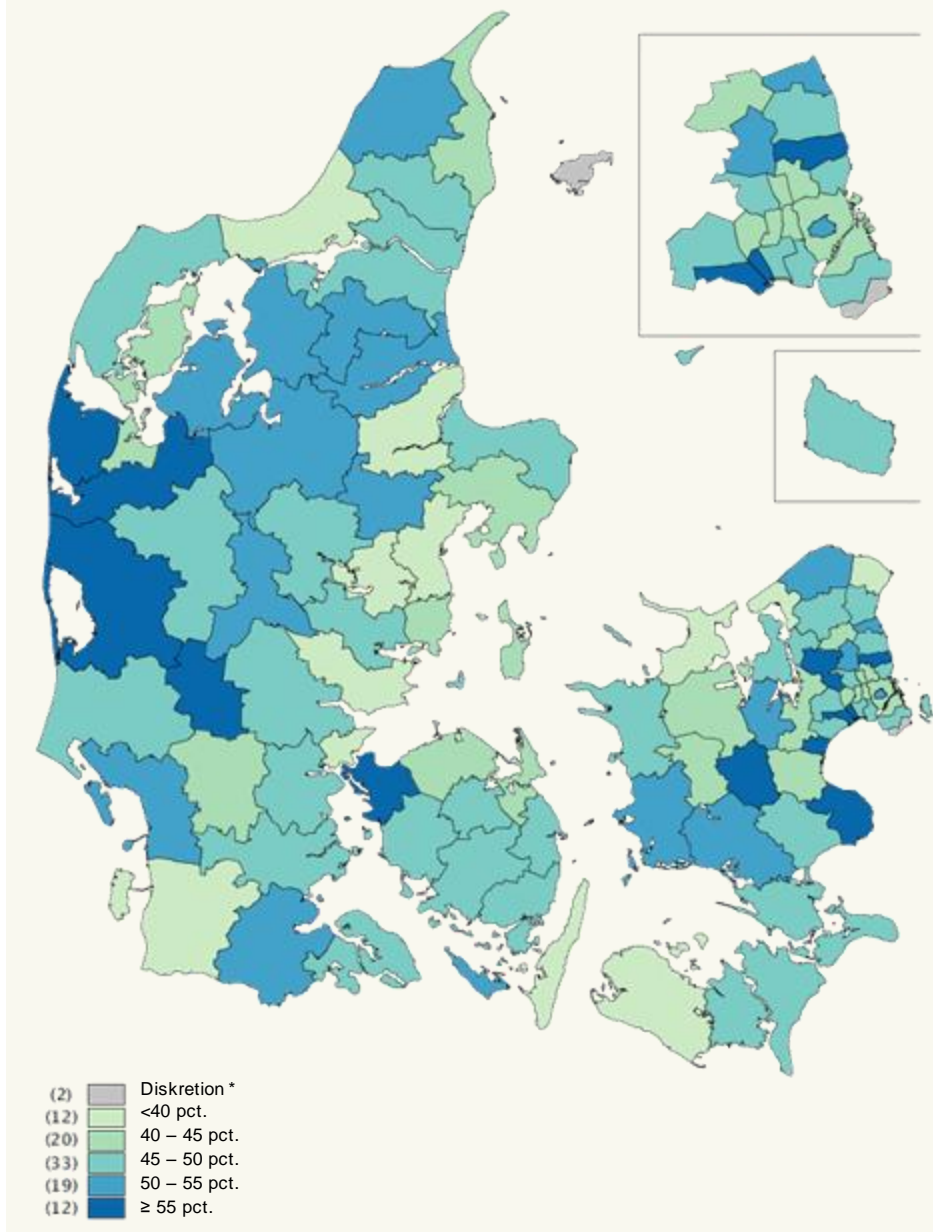 (2) Diskretion *
(12) <40 pct.
(20) 40 – 45 pct.
(33) 45 – 50 pct.
(19) 50 – 55 pct.
(12) ≥ 55 pct.